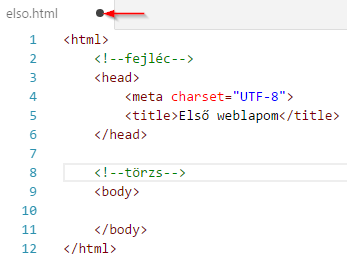 elso.html
1 <html>
2 <!--fejléc-->
3 <head>
4 <meta charset="UTF-8">
5 <title>Első weblapom</title>
6 </head>
7
8 <!--törzs-->
9 <body>
10
11 </body>
12 </html>